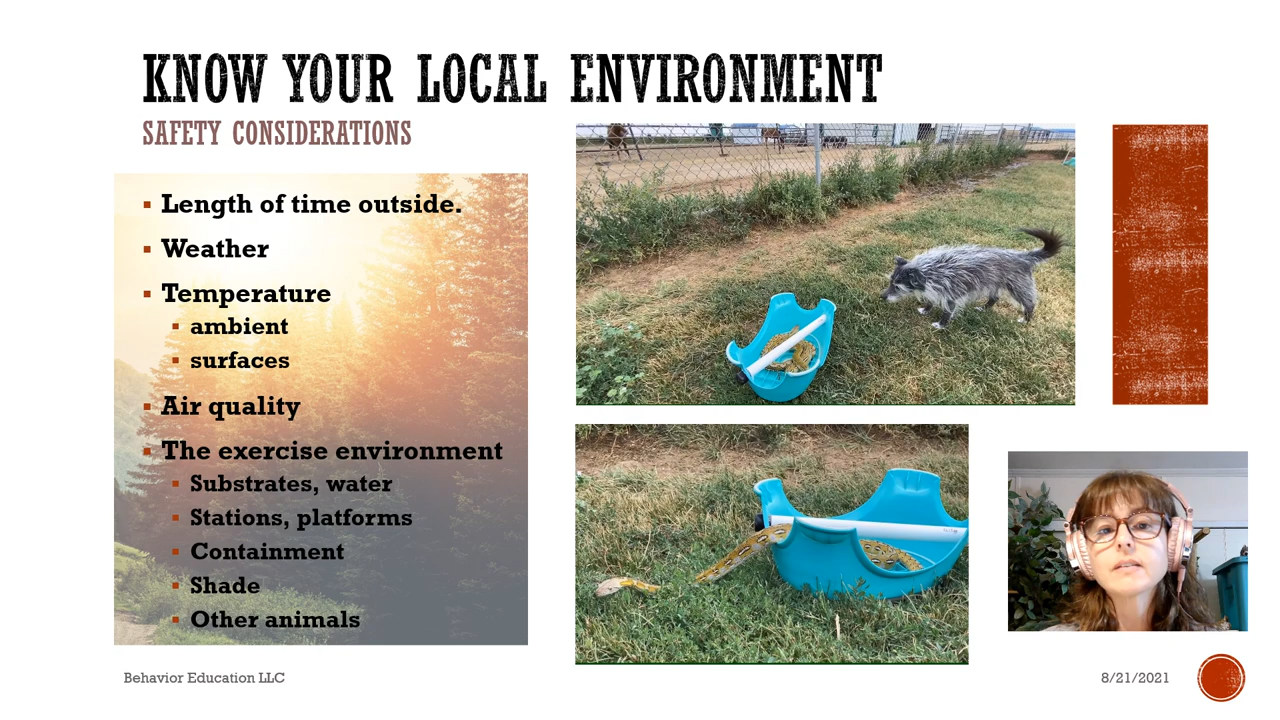 KNOW YOUR LOCAL ENVIRONMENT
SAFETY CONSIDERATIONS
Length of time outside.
Weather
Temperature
ambient
surfaces
Air quality
The exercise environment
Substrates, water
Stations, platforms
Containment
Shade
Other animals
Behavior Education LLC
8/21/2021